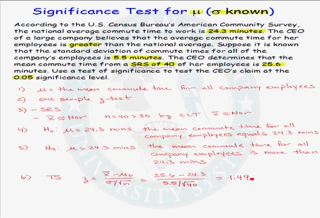 Significance Test for μ (σ known)
According to the U.S. Census Bureau's American Community Survey,
the national average commute time to work is 24.3 minutes. The CEO
of a large company believes that the average commute time for her
employees is greater than the national average. Suppose it is known
that the standard deviation of commute times for all of the
company's employees is 5.5 minutes. The CEO determines that the
mean commute time from a SRS of 40 of her employees is 25.6
minutes. Use a test of significance to test the CEO's claim at the
0.05 significance level.
1) μ = the mean commute time for all company employees
2) one sample z-test
3) - SRS
- x̄ ≈ Nor n=40>30 by CLT x̄ ≈ Nor
4) H₀: μ = 24.3 mins the mean commute time for all
company employees equals 24.3 mins
5) : μ > 24.3 mins the mean commute time for all
company employees is more than
24.3 mins
6) TS z = (x̄ - μ₀)/(σ/√n) = (25.6 - 24.3)/(5.5/√40) = 1.49